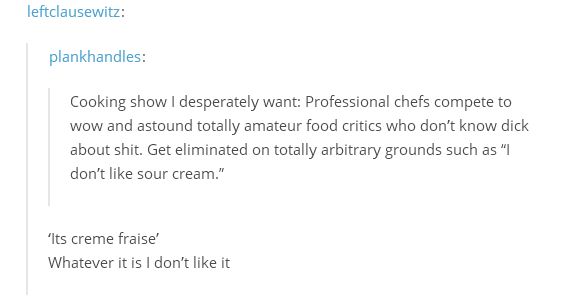 leftclausewitz:
plankhandles:
Cooking show I desperately want: Professional chefs compete to
wow and astound totally amateur food critics who don’t know dick
about shit. Get eliminated on totally arbitrary grounds such as “I
don’t like sour cream.”
‘Its creme fraise’
Whatever it is I don’t like it